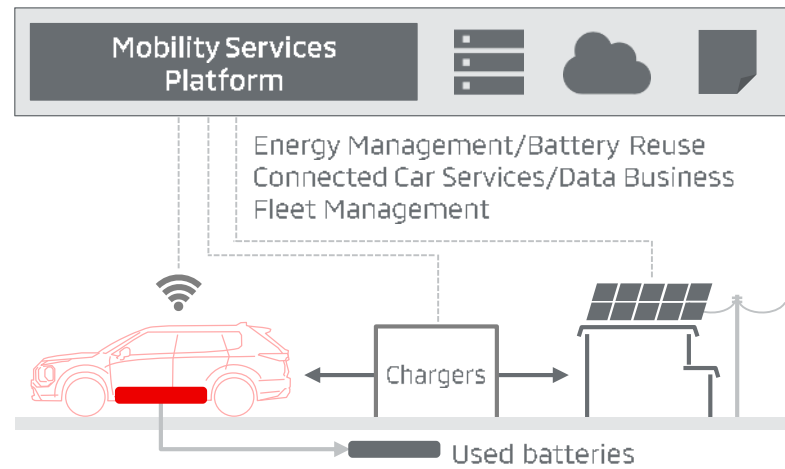 Mobility Services
Platform
Energy Management/Battery Reuse
Connected Car Services/Data Business
Fleet Management
Chargers
Used batteries